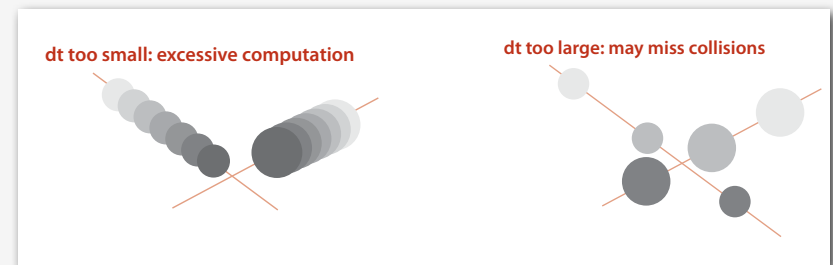 dt too small: excessive computation
dt too large: may miss collisions